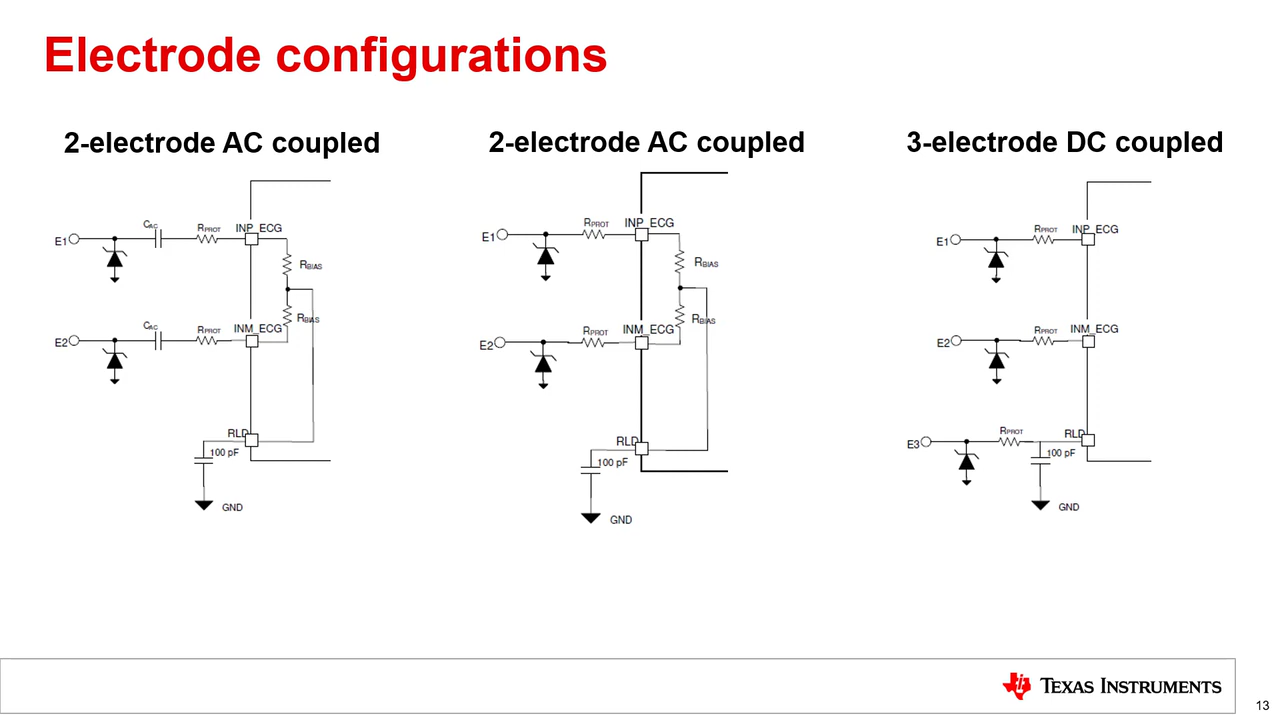 Electrode configurations
2-electrode AC coupled
CAC
RPROT
INP_ECG
E1
RBIAS
RBIAS
CAC
RPROT
INM_ECG
E2
RLD
100 pF
GND
2-electrode AC coupled
RPROT
INP_ECG
E1
RBIAS
RBIAS
RPROT
INM_ECG
E2
RLD
100 pF
GND
3-electrode DC coupled
RPROT
INP_ECG
E1
RPROT
INM_ECG
E2
RPROT
RLD
E3
100 pF
GND
TEXAS INSTRUMENTS
13